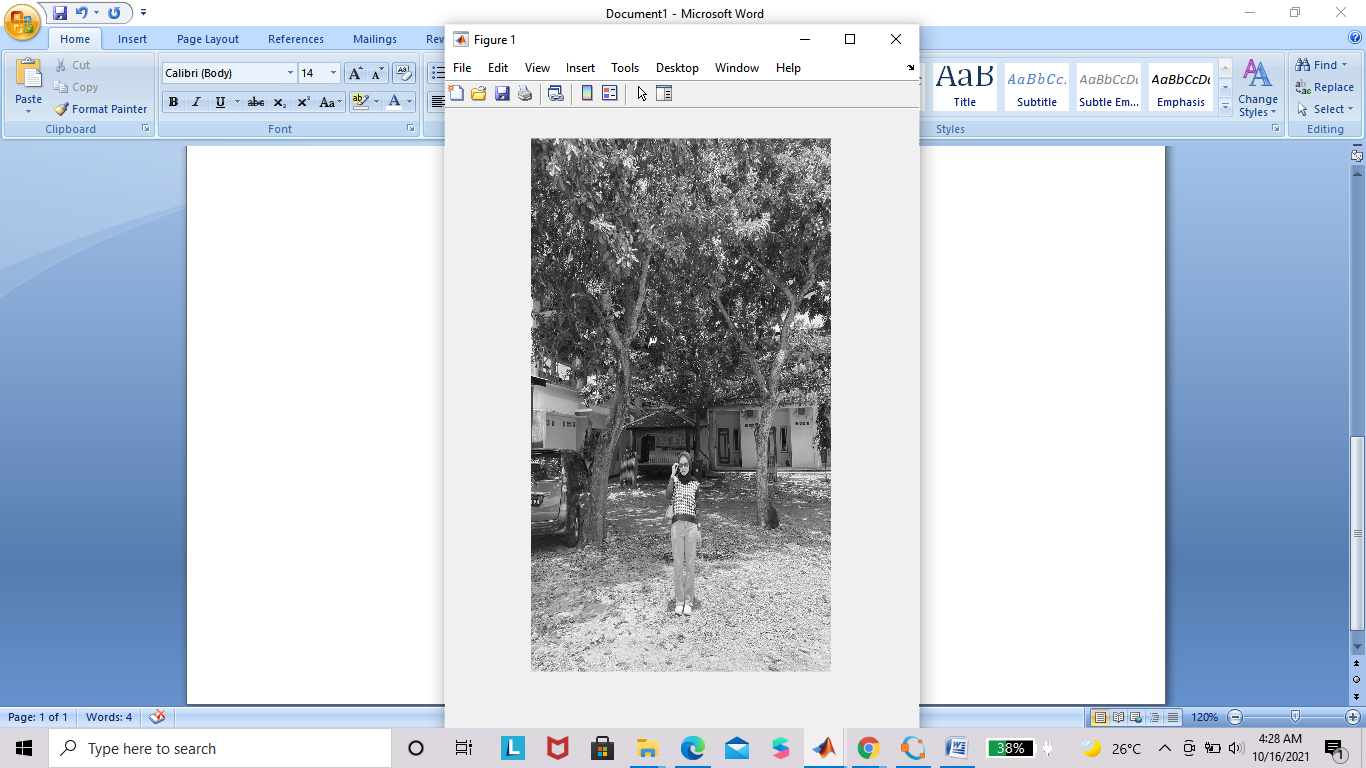 Document1 - Microsoft Word
Home Insert Page Layout References Mailings Rev
Figure 1
File Edit View Insert Tools Desktop Window Help
Paste
Cut
Copy
Format Painter
Clipboard
Calibri (Body) 14
B I U abc X₂ X² Aa
Font
AaB
Title
AaBbCc.
Subtitle
AaBbCcDc
Subtle Em...
AaBbCcDc
Emphasis
Change
Styles
Styles
Find
Replace
Select
Editing
Page: 1 of 1 Words: 4
120%
Type here to search
L
38%
26°C
4:28 AM
10/16/2021
1